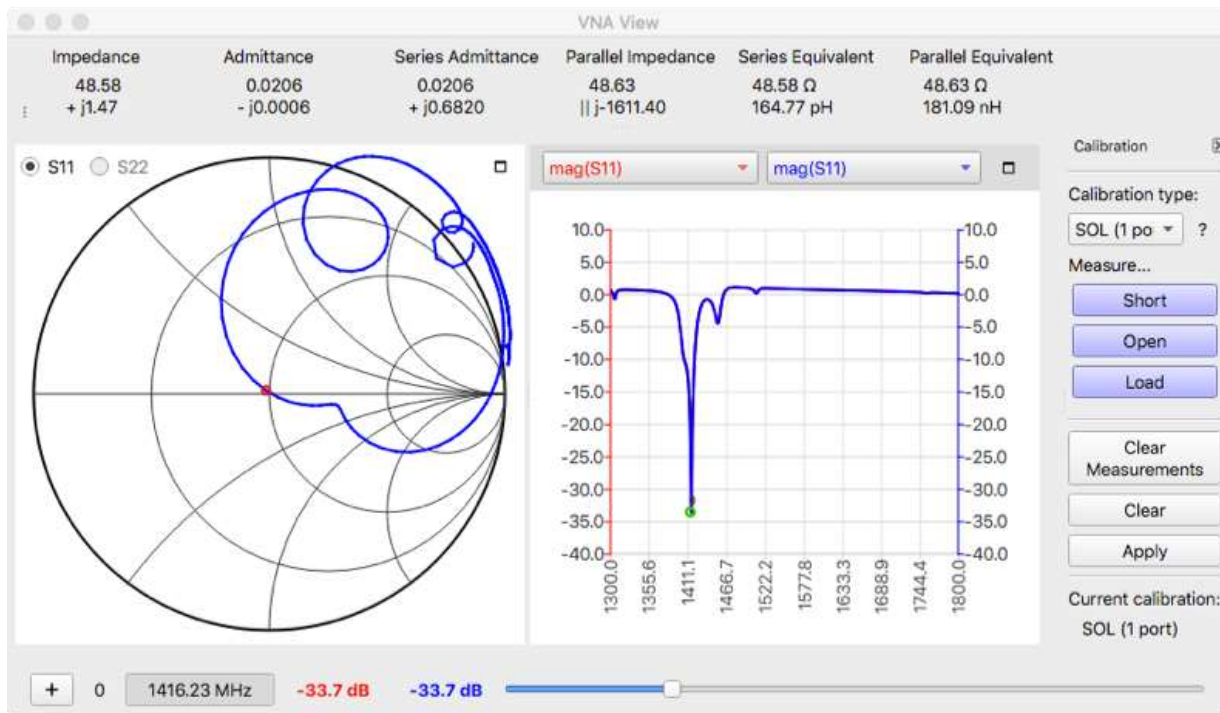 VNA View
Impedance Admittance Series Admittance Parallel Impedance Series Equivalent Parallel Equivalent
48.58 0.0206 0.0206 48.63 48.58 Ω 48.63 Ω
+ j1.47 - j0.0006 + j0.6820 || j-1611.40 164.77 pH 181.09 nH
S11 S22
mag(S11) mag(S11)
10.0 10.0
5.0 5.0
0.0 0.0
-5.0 -5.0
-10.0 -10.0
-15.0 -15.0
-20.0 -20.0
-25.0 -25.0
-30.0 -30.0
-35.0 -35.0
-40.0 -40.0
1300.0 1355.6 1411.1 1466.7 1522.2 1577.8 1633.3 1688.9 1744.4 1800.0
Calibration
Calibration type:
SOL (1 po ?
Measure...
Short
Open
Load
Clear
Measurements
Clear
Apply
Current calibration:
SOL (1 port)
+ 0 1416.23 MHz -33.7 dB -33.7 dB